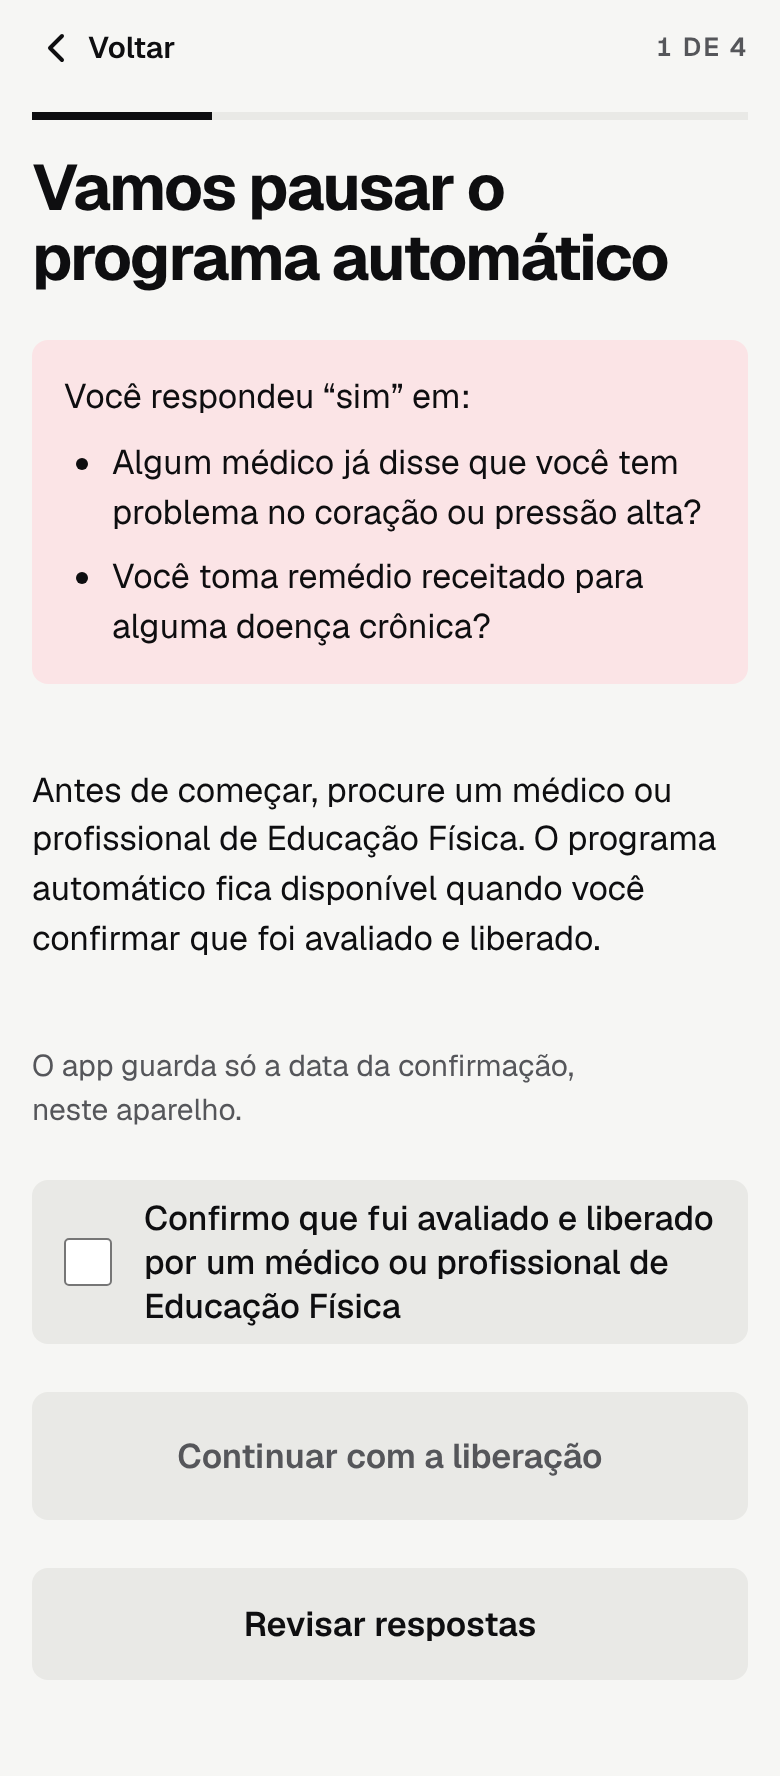 Voltar
1 DE 4
Vamos pausar o
programa automático
Você respondeu “sim” em:
• Algum médico já disse que você tem
problema no coração ou pressão alta?
• Você toma remédio receitado para
alguma doença crônica?
Antes de começar, procure um médico ou
profissional de Educação Física. O programa
automático fica disponível quando você
confirmar que foi avaliado e liberado.
O app guarda só a data da confirmação,
neste aparelho.
Confirmo que fui avaliado e liberado
por um médico ou profissional de
Educação Física
Continuar com a liberação
Revisar respostas